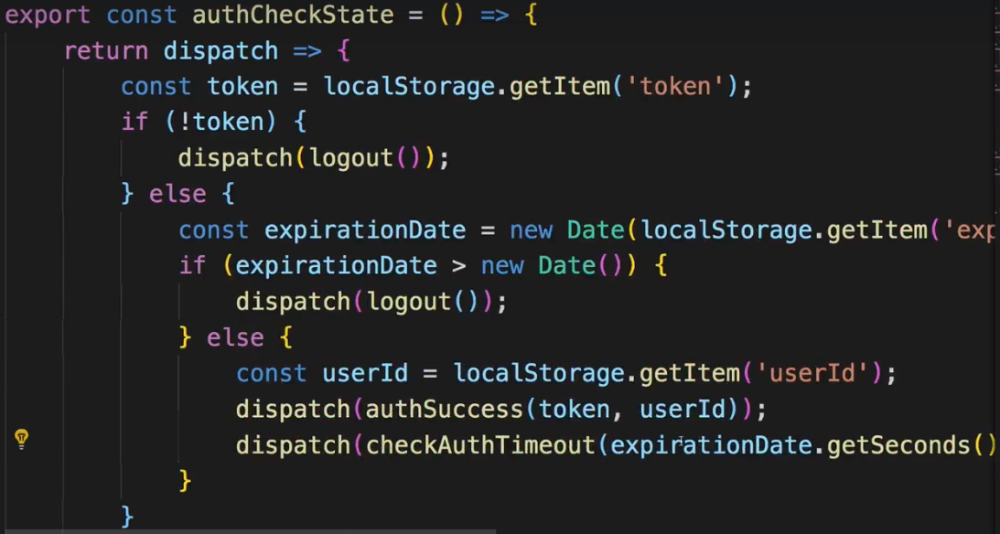 export const authCheckState = () => {
    return dispatch => {
        const token = localStorage.getItem('token');
        if (!token) {
            dispatch(logout());
        } else {
            const expirationDate = new Date(localStorage.getItem('exp
            if (expirationDate > new Date()) {
                dispatch(logout());
            } else {
                const userId = localStorage.getItem('userId');
                dispatch(authSuccess(token, userId));
                dispatch(checkAuthTimeout(expirationDate.getSeconds()
            }
        }